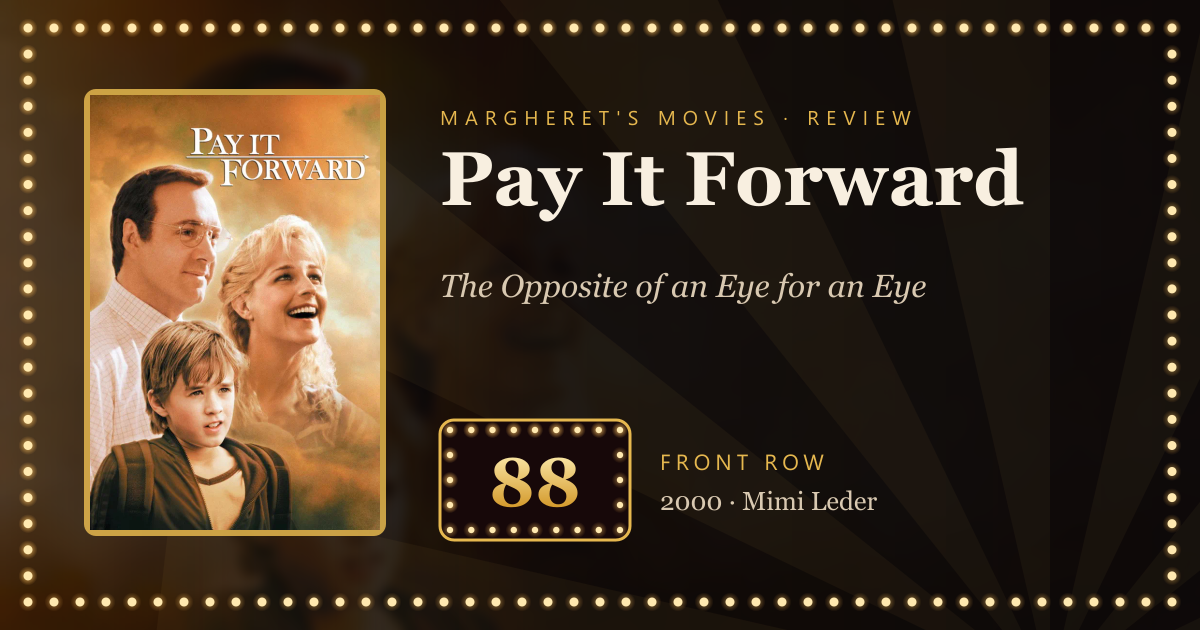 PAY IT
FORWARD
MARGHERET'S MOVIES · REVIEW
Pay It Forward
The Opposite of an Eye for an Eye
88
FRONT ROW
2000 · Mimi Leder